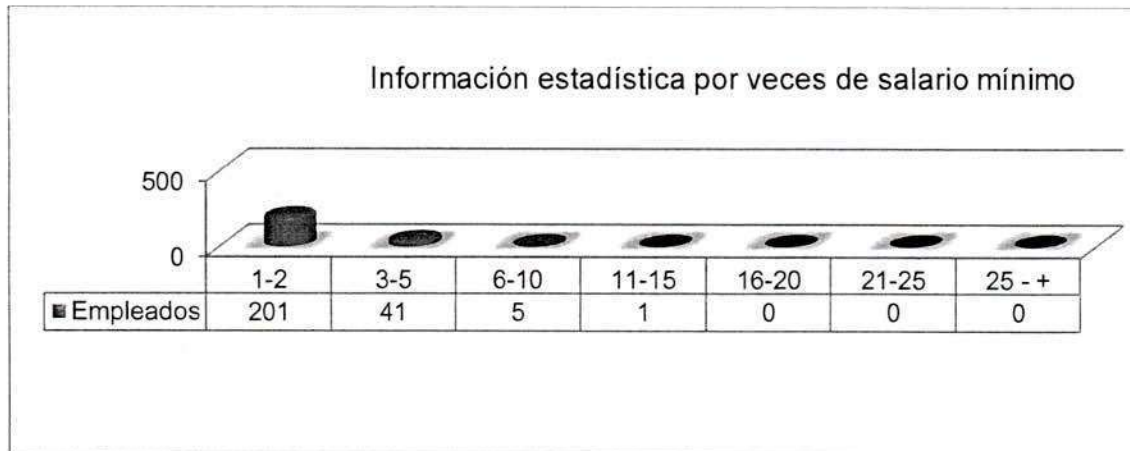 Información estadística por veces de salario mínimo
500
0
1-2 3-5 6-10 11-15 16-20 21-25 25 - +
Empleados 201 41 5 1 0 0 0